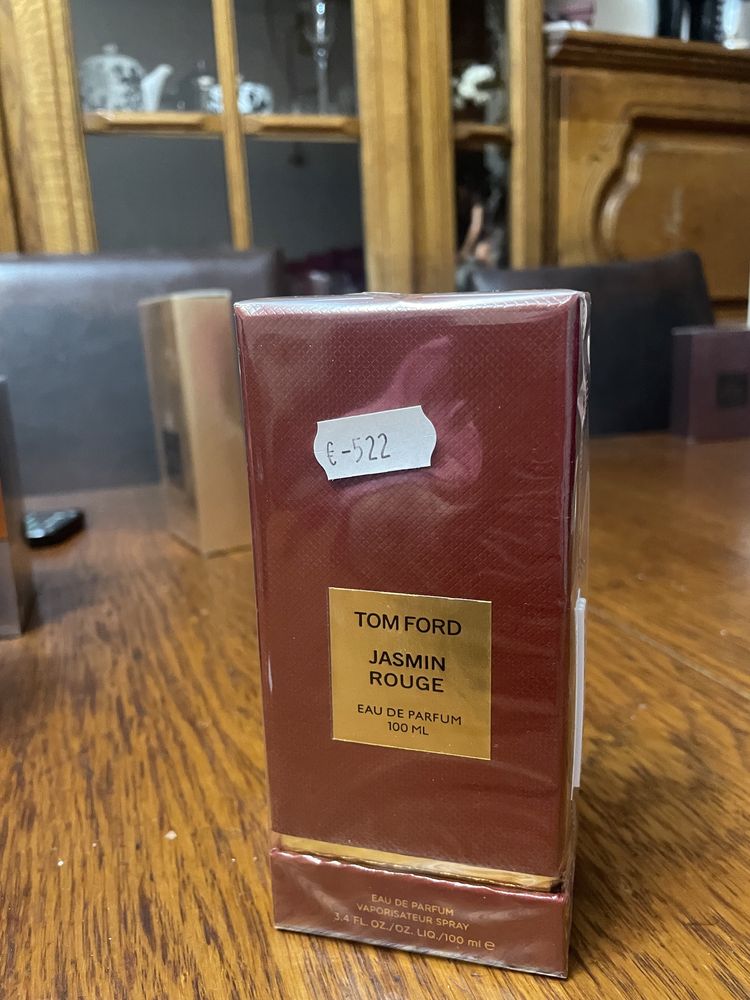 €-522
TOM FORD
JASMIN
ROUGE
EAU DE PARFUM
100 ML
EAU DE PARFUM
VAPORISATEUR SPRAY
3.4 FL. OZ./OZ. LIQ./100 ml ℮